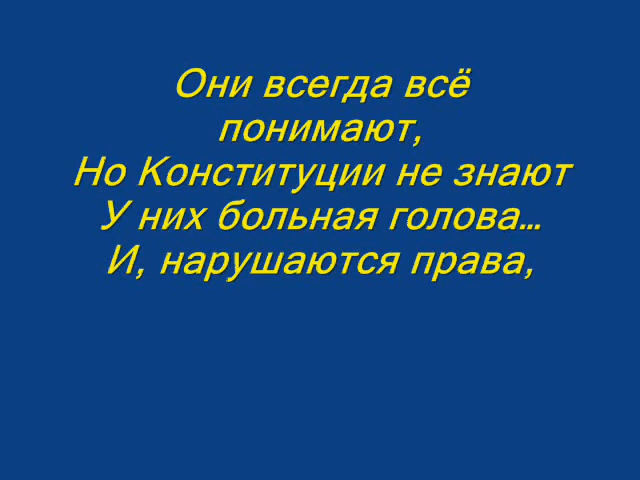 Они всегда всё
понимают,
Но Конституции не знают
У них больная голова...
И, нарушаются права,